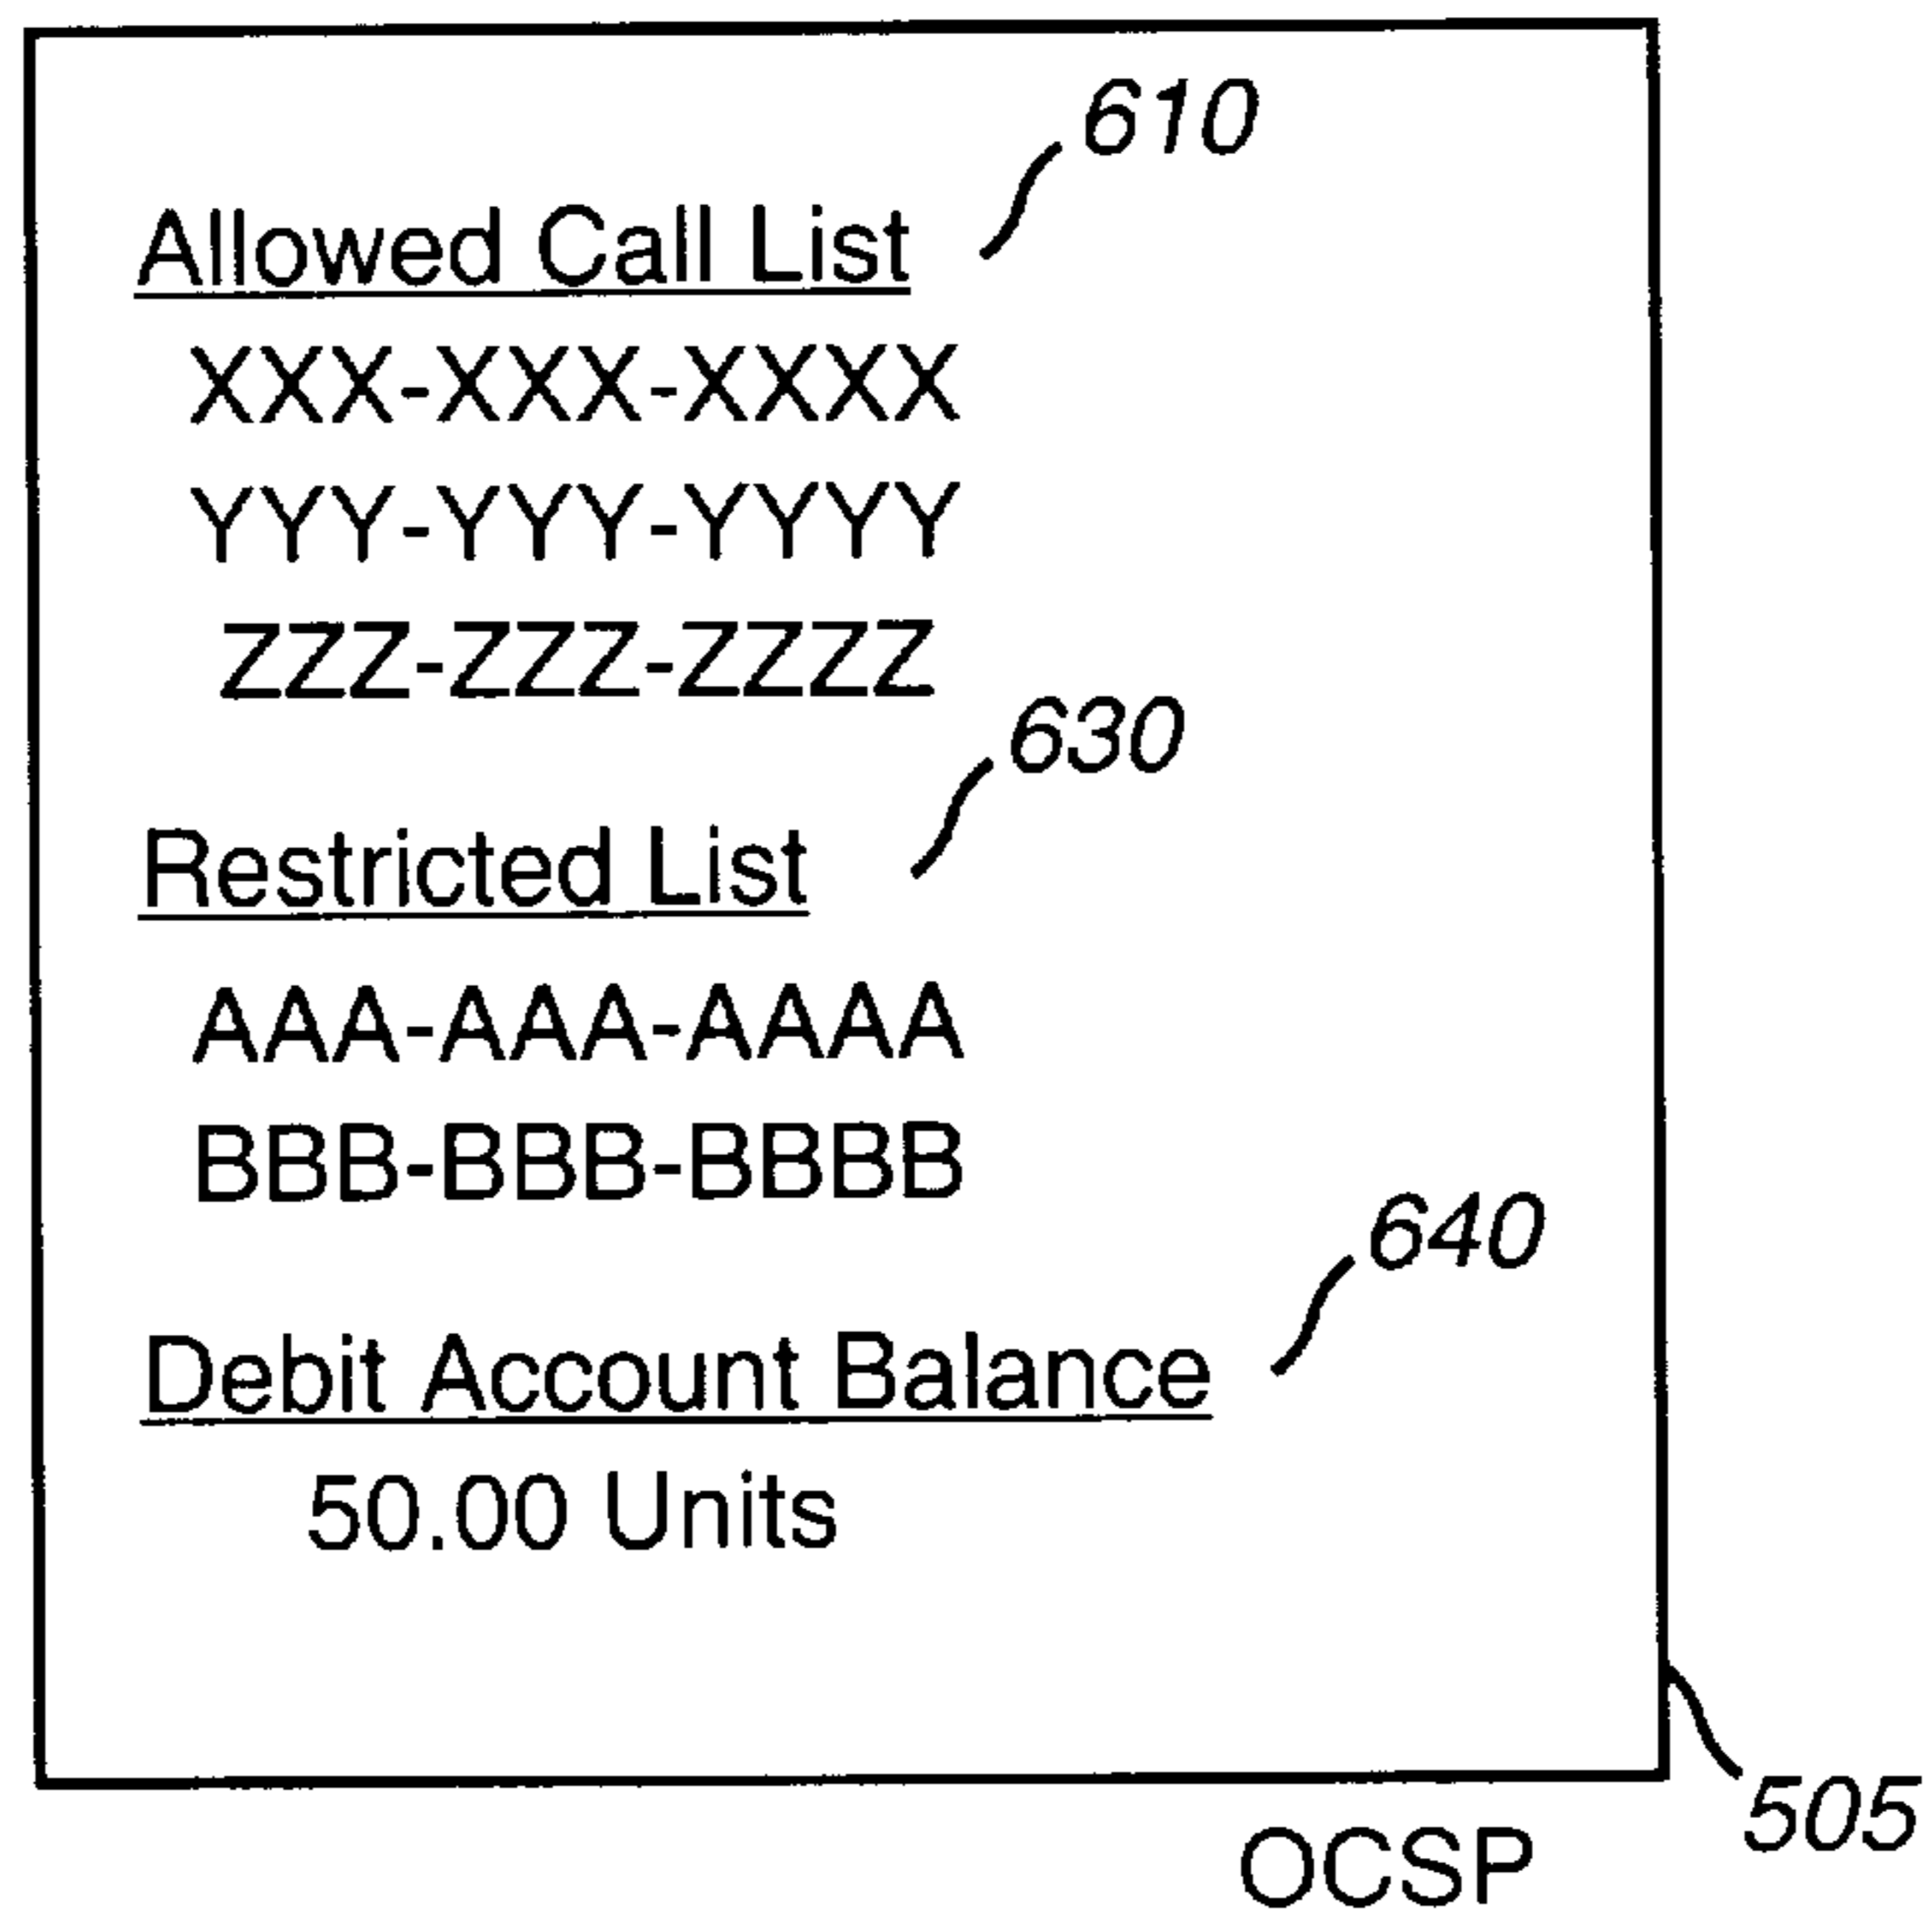 610
Allowed Call List
XXX-XXX-XXXX
YYY-YYY-YYYY
ZZZ-ZZZ-ZZZZ
630
Restricted List
AAA-AAA-AAAA
BBB-BBB-BBBB
640
Debit Account Balance
50.00 Units
505
OCSP